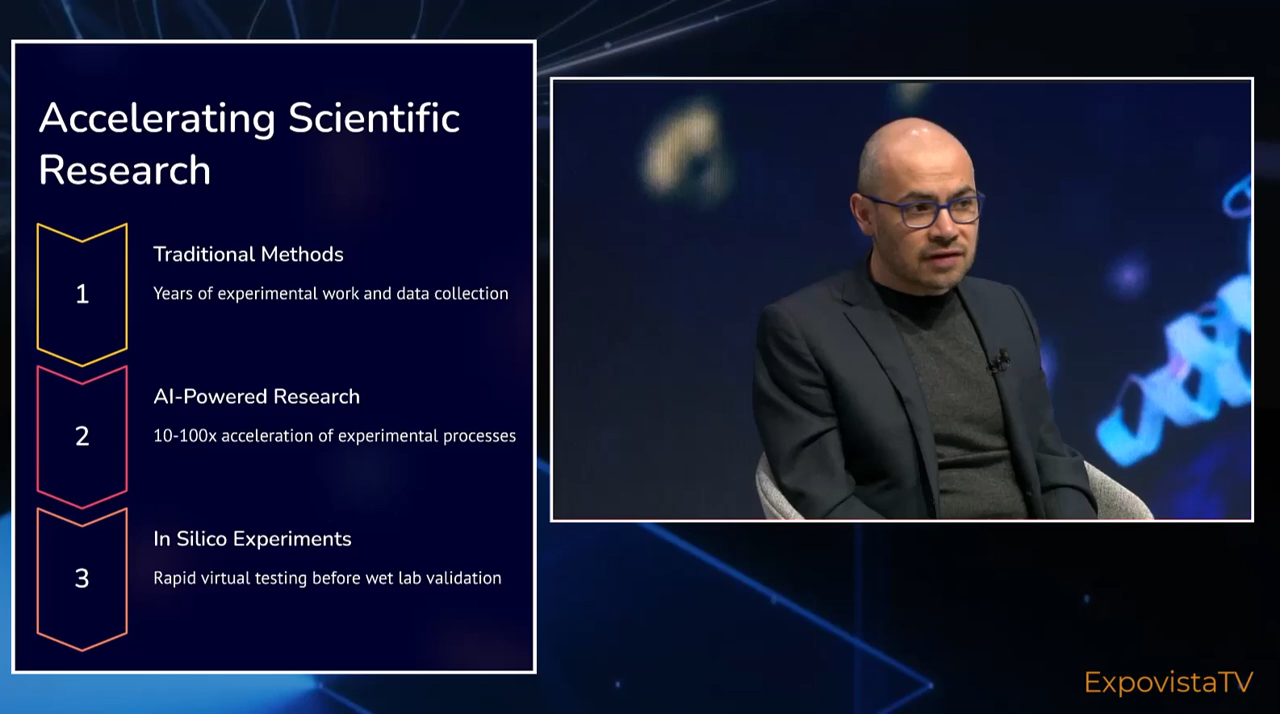 Accelerating Scientific
Research
1
Traditional Methods
Years of experimental work and data collection
2
AI-Powered Research
10-100x acceleration of experimental processes
3
In Silico Experiments
Rapid virtual testing before wet lab validation
ExpovistaTV